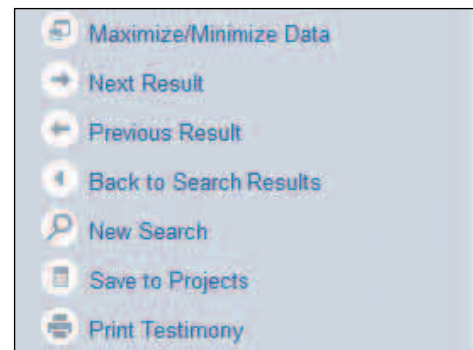 Maximize/Minimize Data
Next Result
Previous Result
Back to Search Results
New Search
Save to Projects
Print Testimony